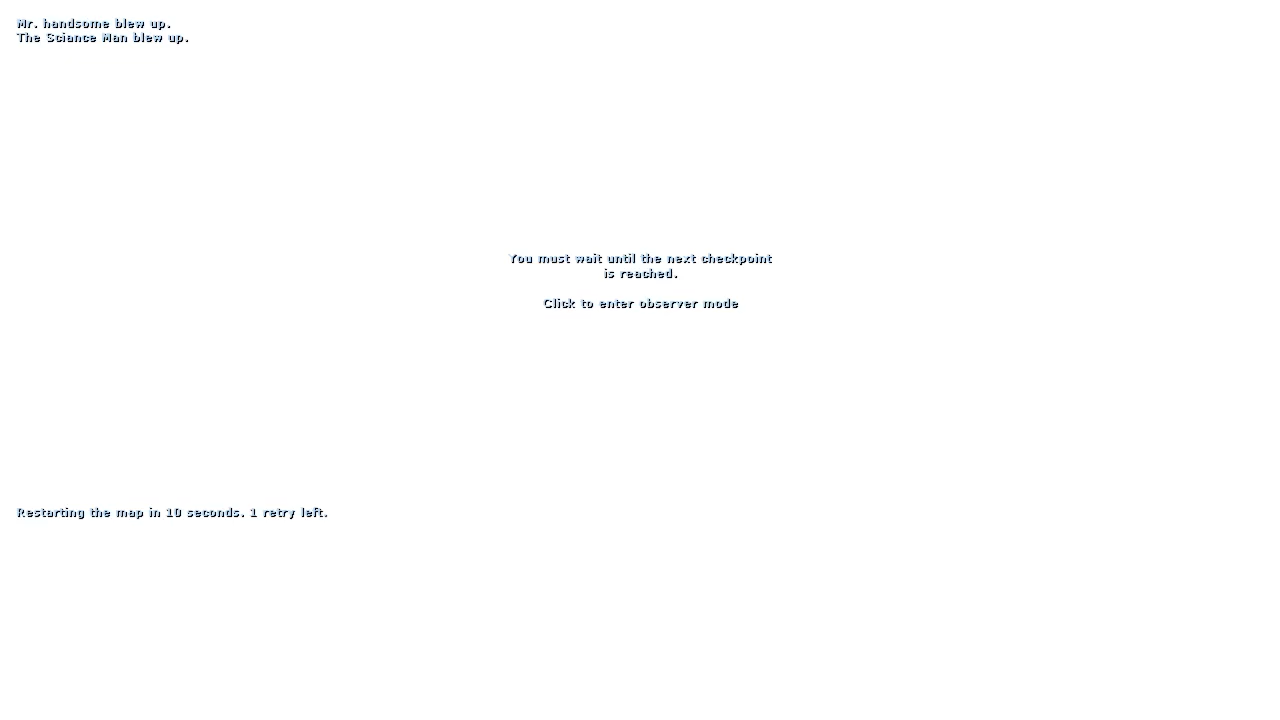 Mr. handsome blew up.
The Sciance Man blew up.
You must wait until the next checkpoint
is reached.
Click to enter observer mode
Restarting the map in 10 seconds. 1 retry left.